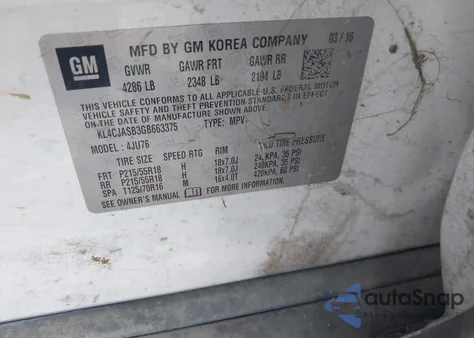 GM
MFD BY GM KOREA COMPANY 03/16
GVWR GAWR FRT GAWR RR
4286 LB 2348 LB 2194 LB
THIS VEHICLE CONFORMS TO ALL APPLICABLE U.S. FEDERAL MOTOR
VEHICLE SAFETY AND THEFT PREVENTION STANDARDS IN EFFECT
ON THE DATE OF MANUFACTURE SHOWN ABOVE.
KL4CJASB3GB663375 TYPE: MPV
MODEL: 4JU76
TIRE SIZE SPEED RTG RIM
FRT P215/55R18 H 18x7.0J 240KPA, 35 PSI
RR P215/55R18 H 18x7.0J 240KPA, 35 PSI
SPA T125/70R16 M 16x4.0T 420KPA, 60 PSI
SEE OWNER'S MANUAL FOR MORE INFORMATION.
autoSnap